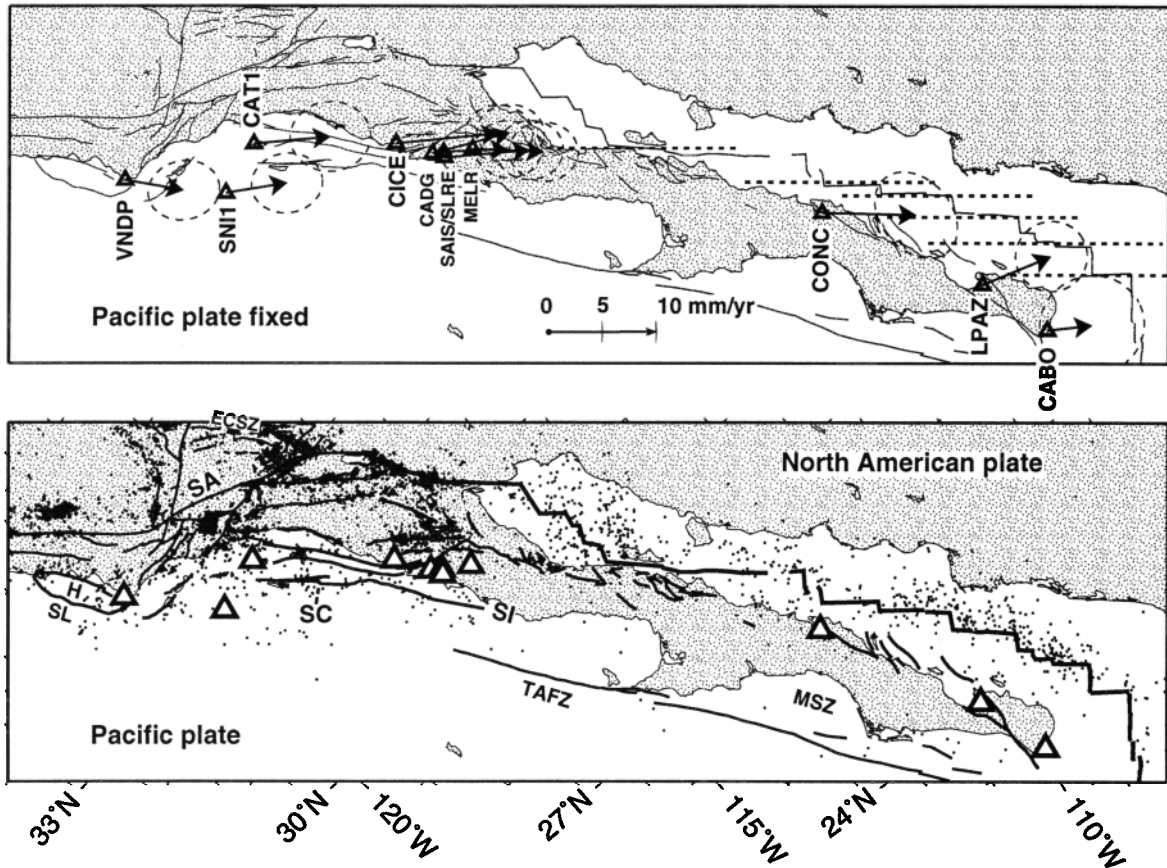 CAT1
VNDP
SNI1
CICE
CADG
SAIS/SLRE
MELR
CONC
LPAZ
CABO
0 5 10 mm/yr
Pacific plate fixed
ECSZ
SA
North American plate
H
SL
SC
SI
TAFZ
MSZ
Pacific plate
33°N
30°N
120°W
27°N
115°W
24°N
110°W